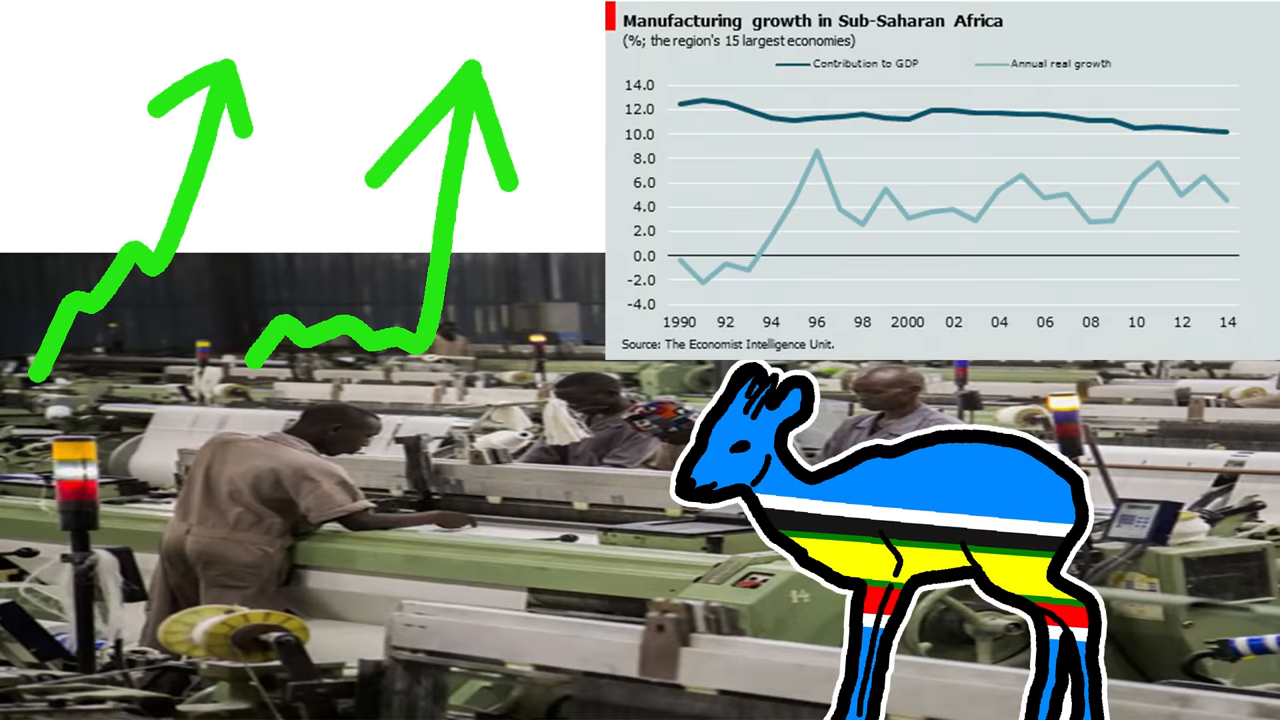 Manufacturing growth in Sub-Saharan Africa
(%; the region's 15 largest economies)
Contribution to GDP Annual real growth
14.0
12.0
10.0
8.0
6.0
4.0
2.0
0.0
-2.0
-4.0
1990 92 94 96 98 2000 02 04 06 08 10 12 14
Source: The Economist Intelligence Unit.
14